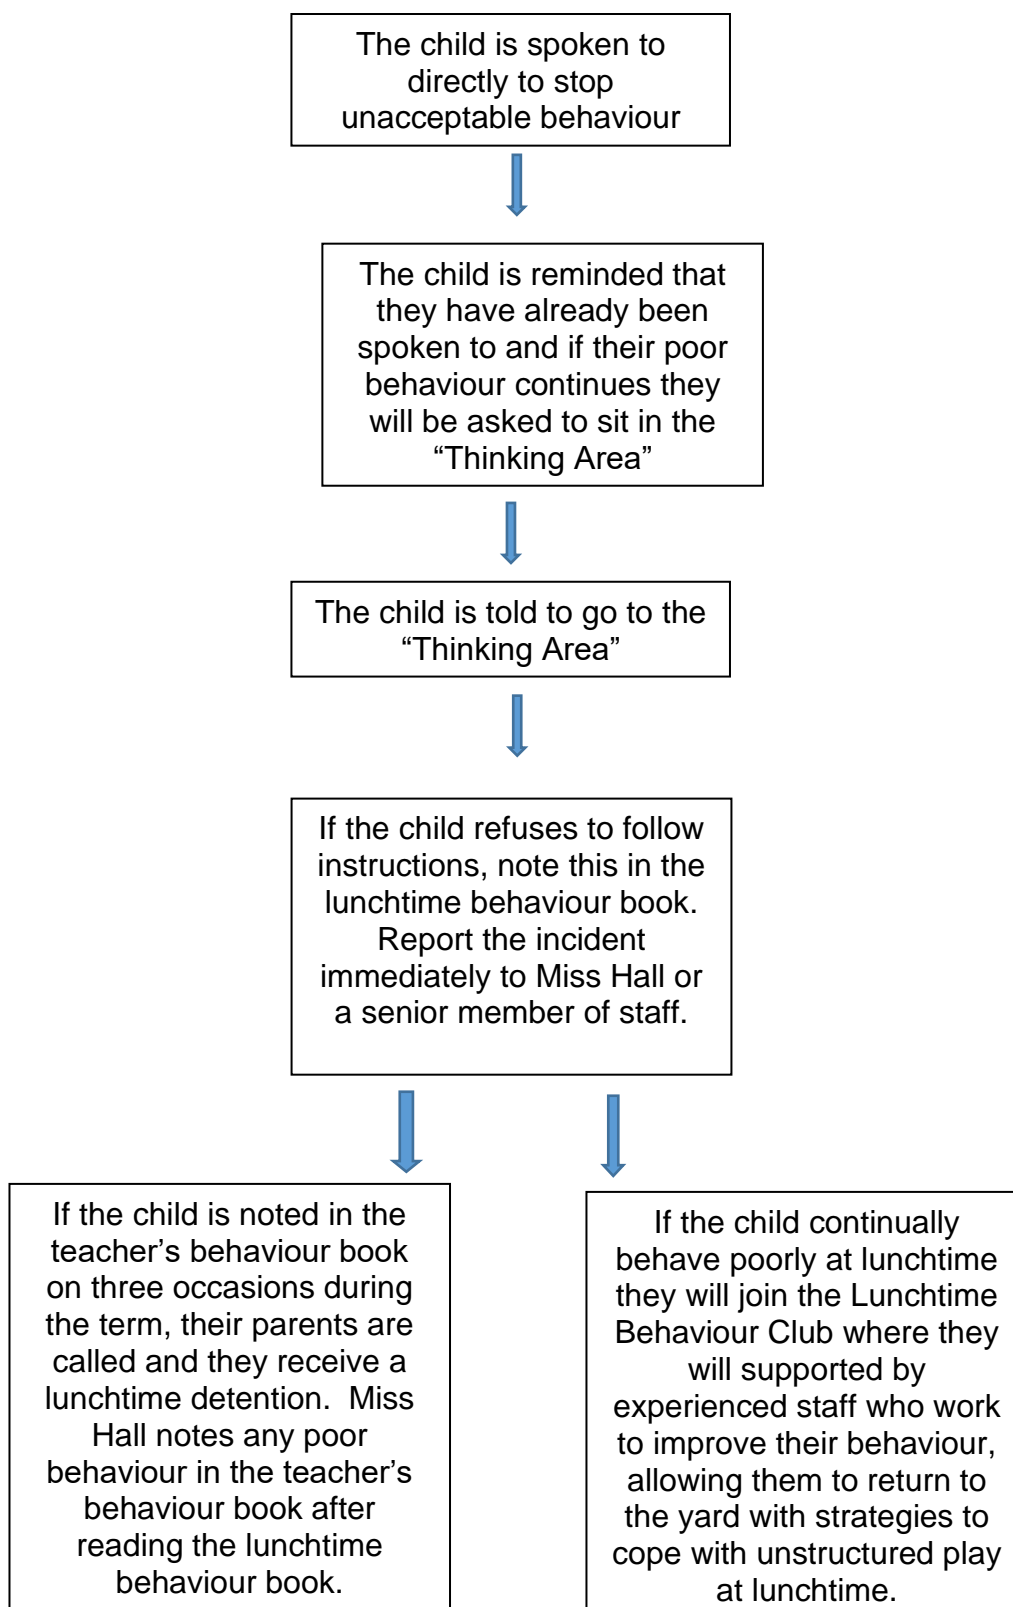 The child is spoken to
directly to stop
unacceptable behaviour
The child is reminded that
they have already been
spoken to and if their poor
behaviour continues they
will be asked to sit in the
“Thinking Area”
The child is told to go to the
“Thinking Area”
If the child refuses to follow
instructions, note this in the
lunchtime behaviour book.
Report the incident
immediately to Miss Hall or
a senior member of staff.
If the child is noted in the
teacher’s behaviour book
on three occasions during
the term, their parents are
called and they receive a
lunchtime detention.  Miss
Hall notes any poor
behaviour in the teacher’s
behaviour book after
reading the lunchtime
behaviour book.
If the child continually
behave poorly at lunchtime
they will join the Lunchtime
Behaviour Club where they
will supported by
experienced staff who work
to improve their behaviour,
allowing them to return to
the yard with strategies to
cope with unstructured play
at lunchtime.